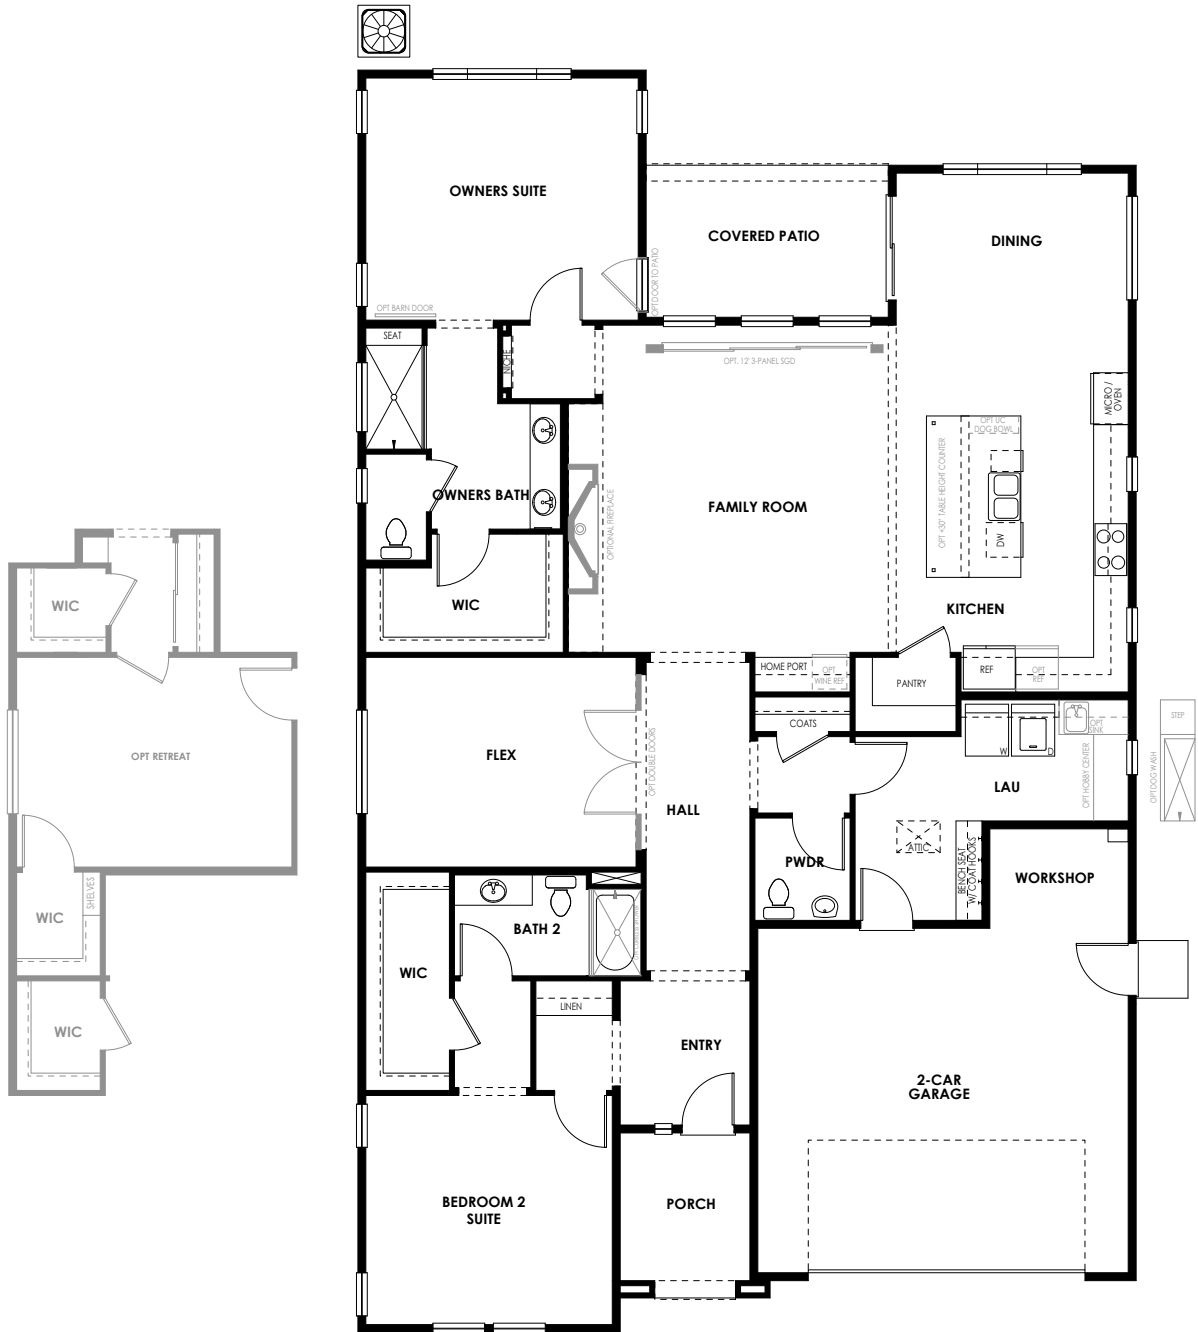 OWNERS SUITE
COVERED PATIO
DINING
OPT DOOR TO PATIO
OPT BARN DOOR
SEAT
NICHE
OPT. 12' 3-PANEL SGD
MICRO /
OVEN
OPT UC
DOG BOWL
OPT +30" TABLE HEIGHT COUNTER
OWNERS BATH
FAMILY ROOM
OPTIONAL FIREPLACE
DW
WIC
WIC
KITCHEN
HOME PORT
OPT
WINE REF
PANTRY
REF
OPT
REF
OPT RETREAT
FLEX
OPT DOUBLE DOORS
COATS
W
D
OPT
SINK
STEP
OPT DOG WASH
OPT HOBBY CENTER
LAU
HALL
ATTIC
PWDR
BENCH SEAT
W/ COAT HOOKS
WORKSHOP
SHELVES
WIC
BATH 2
WIC
LINEN
WIC
ENTRY
2-CAR
GARAGE
BEDROOM 2
SUITE
PORCH